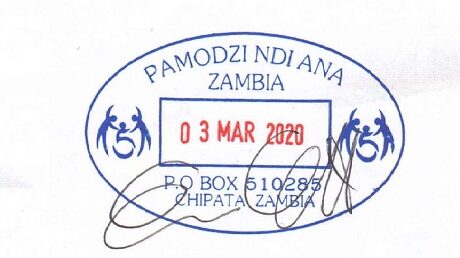 PAMODZI NDI ANA
ZAMBIA
03 MAR 2020
P.O BOX 510285
CHIPATA ZAMBIA